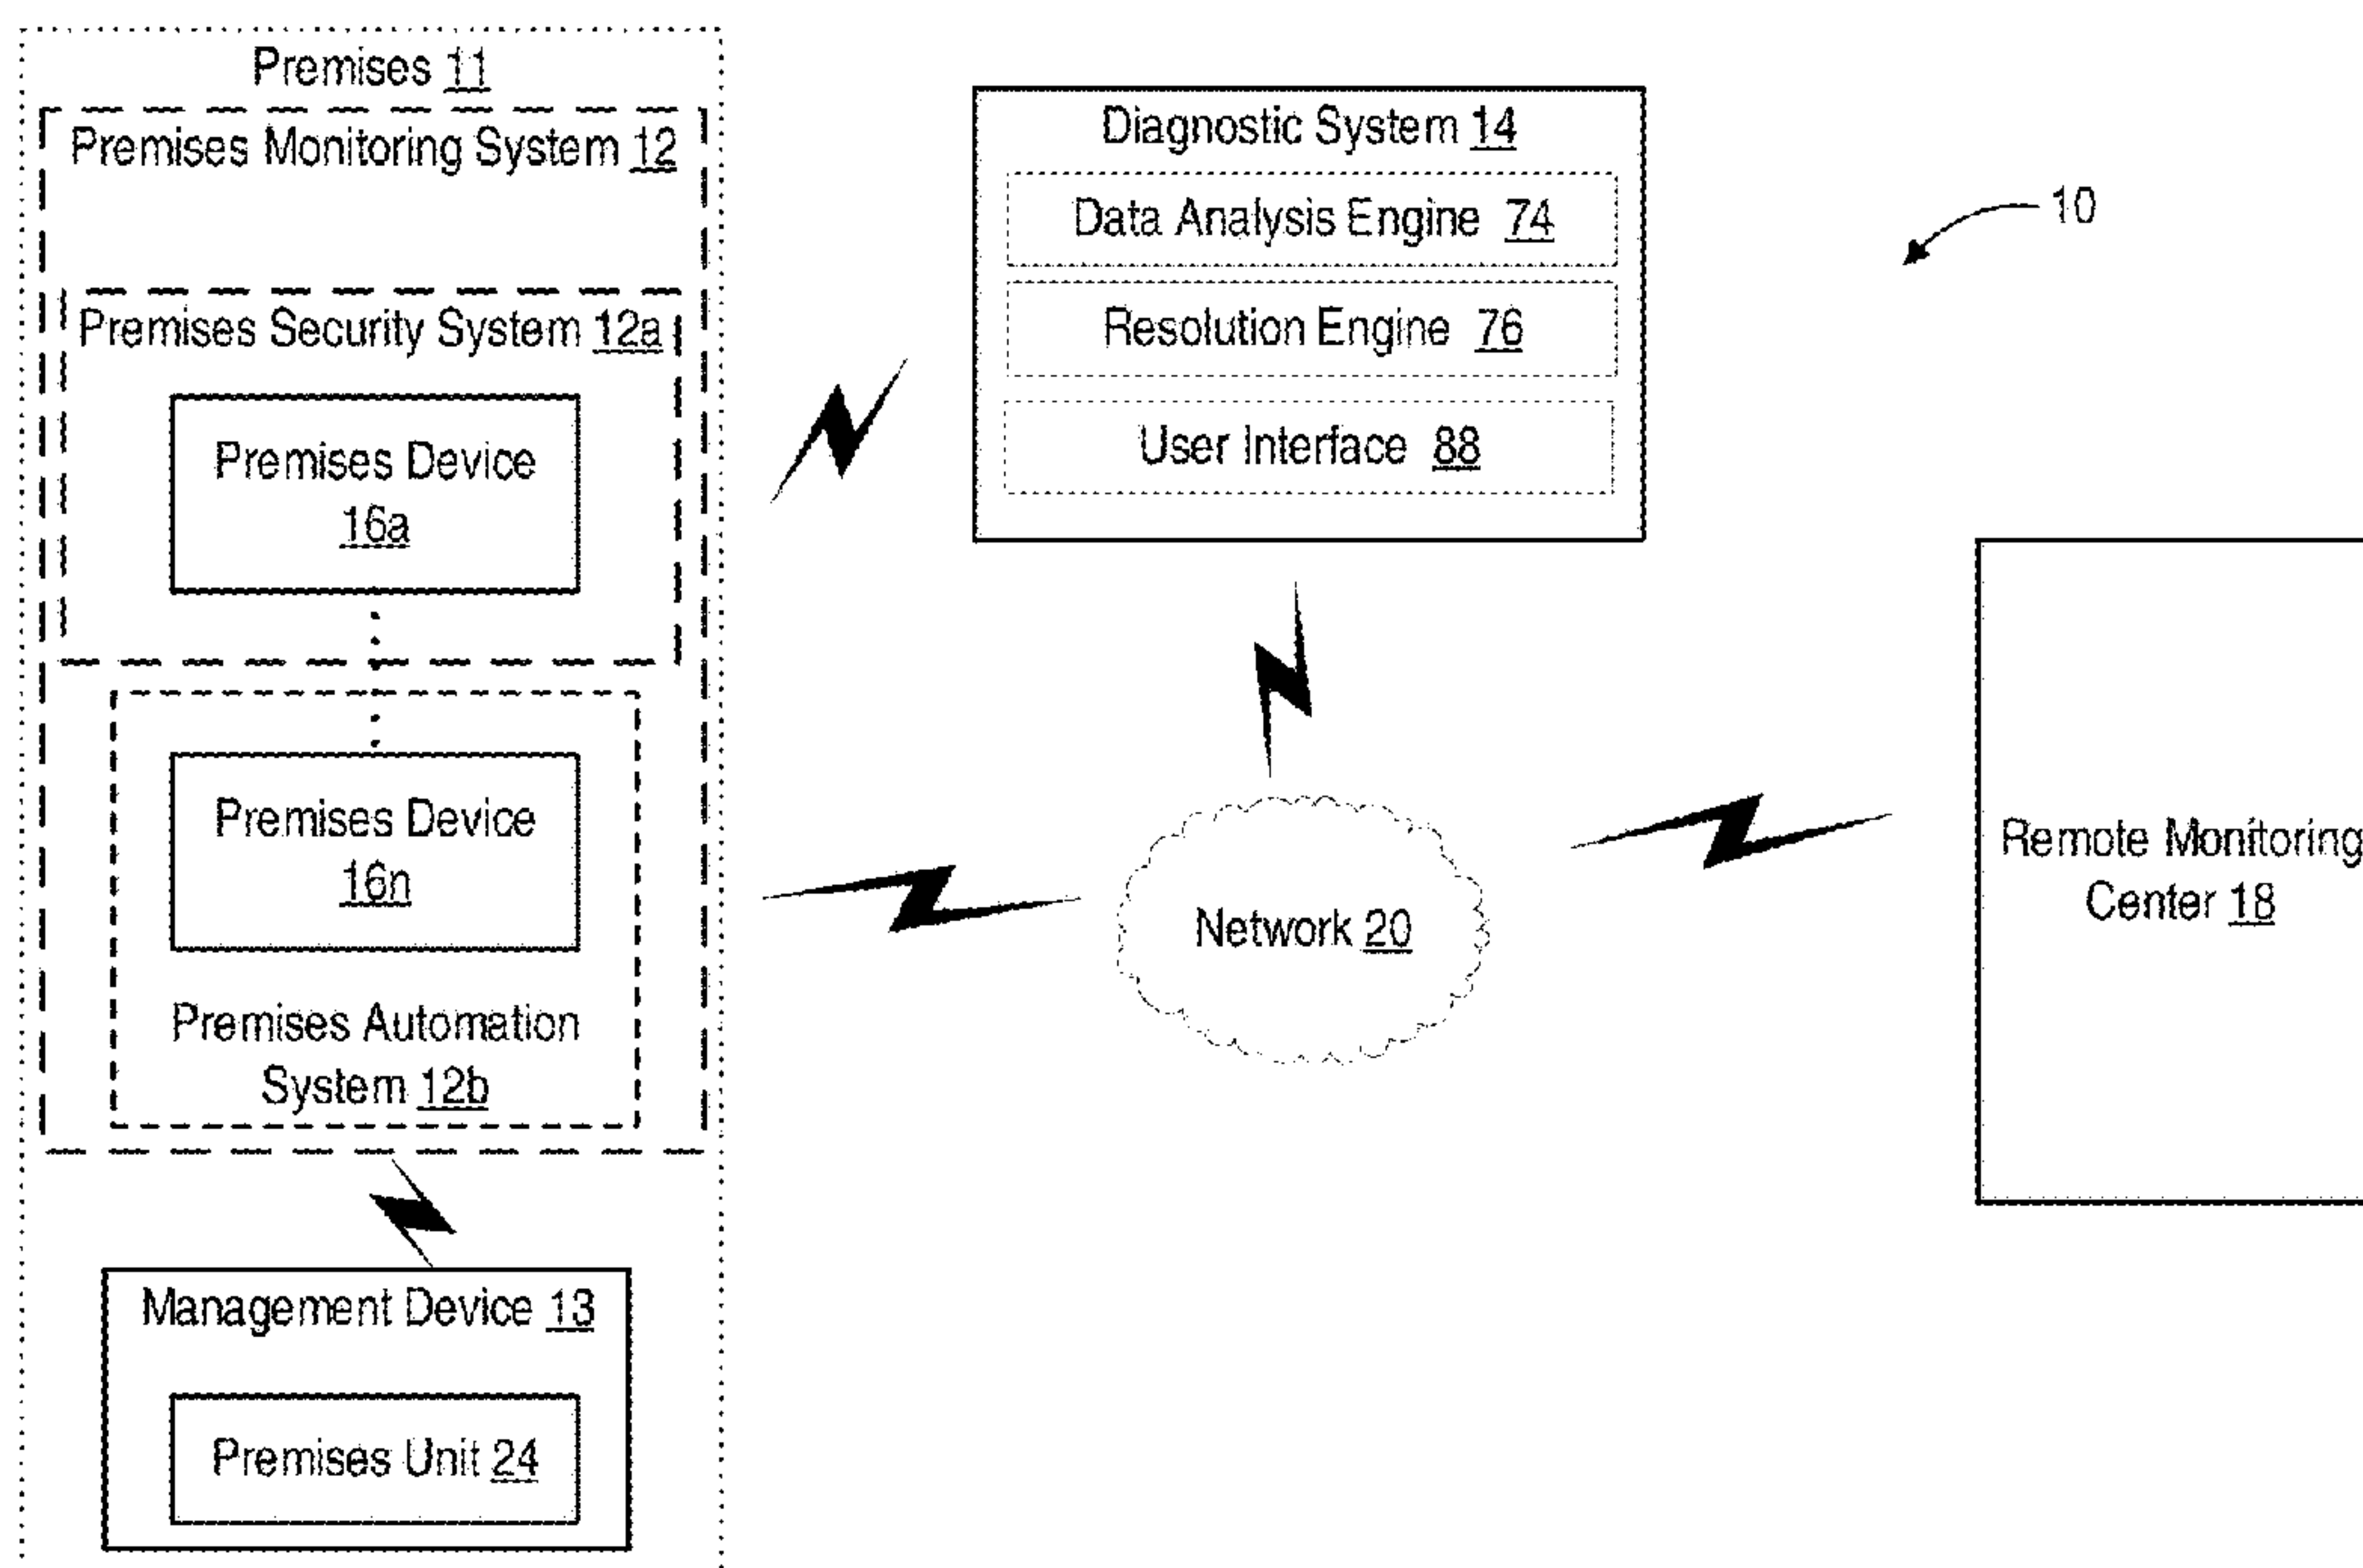 Premises 11
Premises Monitoring System 12
Premises Security System 12a
Premises Device
16a
Premises Device
16n
Premises Automation
System 12b
Management Device 13
Premises Unit 24
Diagnostic System 14
Data Analysis Engine 74
Resolution Engine 76
User Interface 88
10
Network 20
Remote Monitoring
Center 18